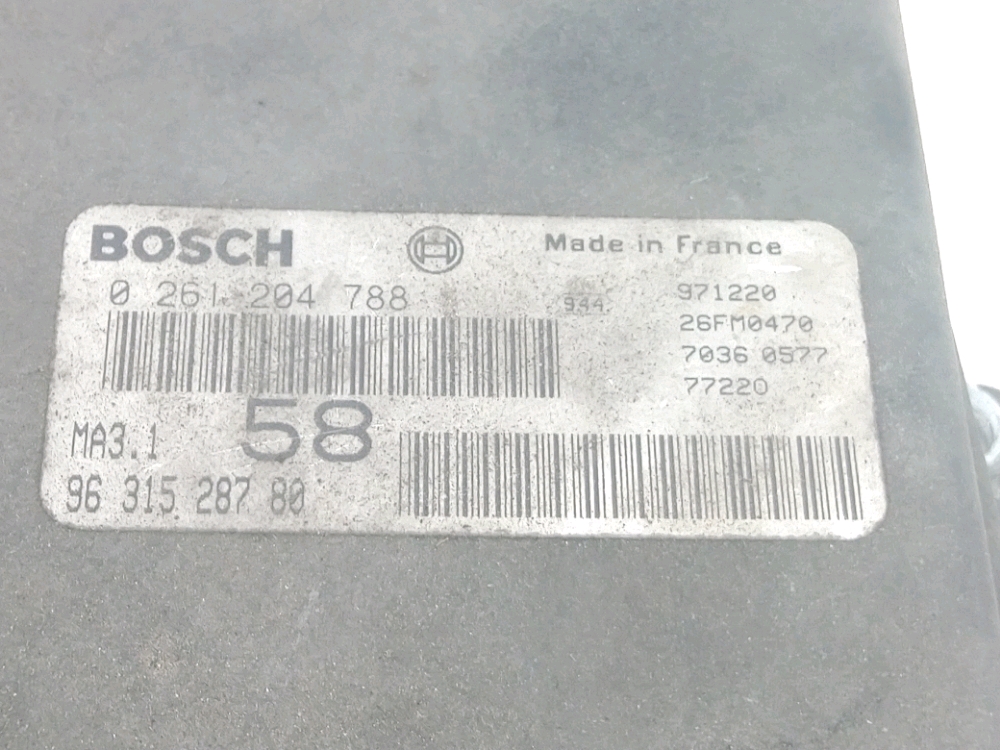 BOSCH Made in France
0 261 204 788 944 971220
26FM0470
7036 0577
77220
MA3.1 58
96 315 287 80